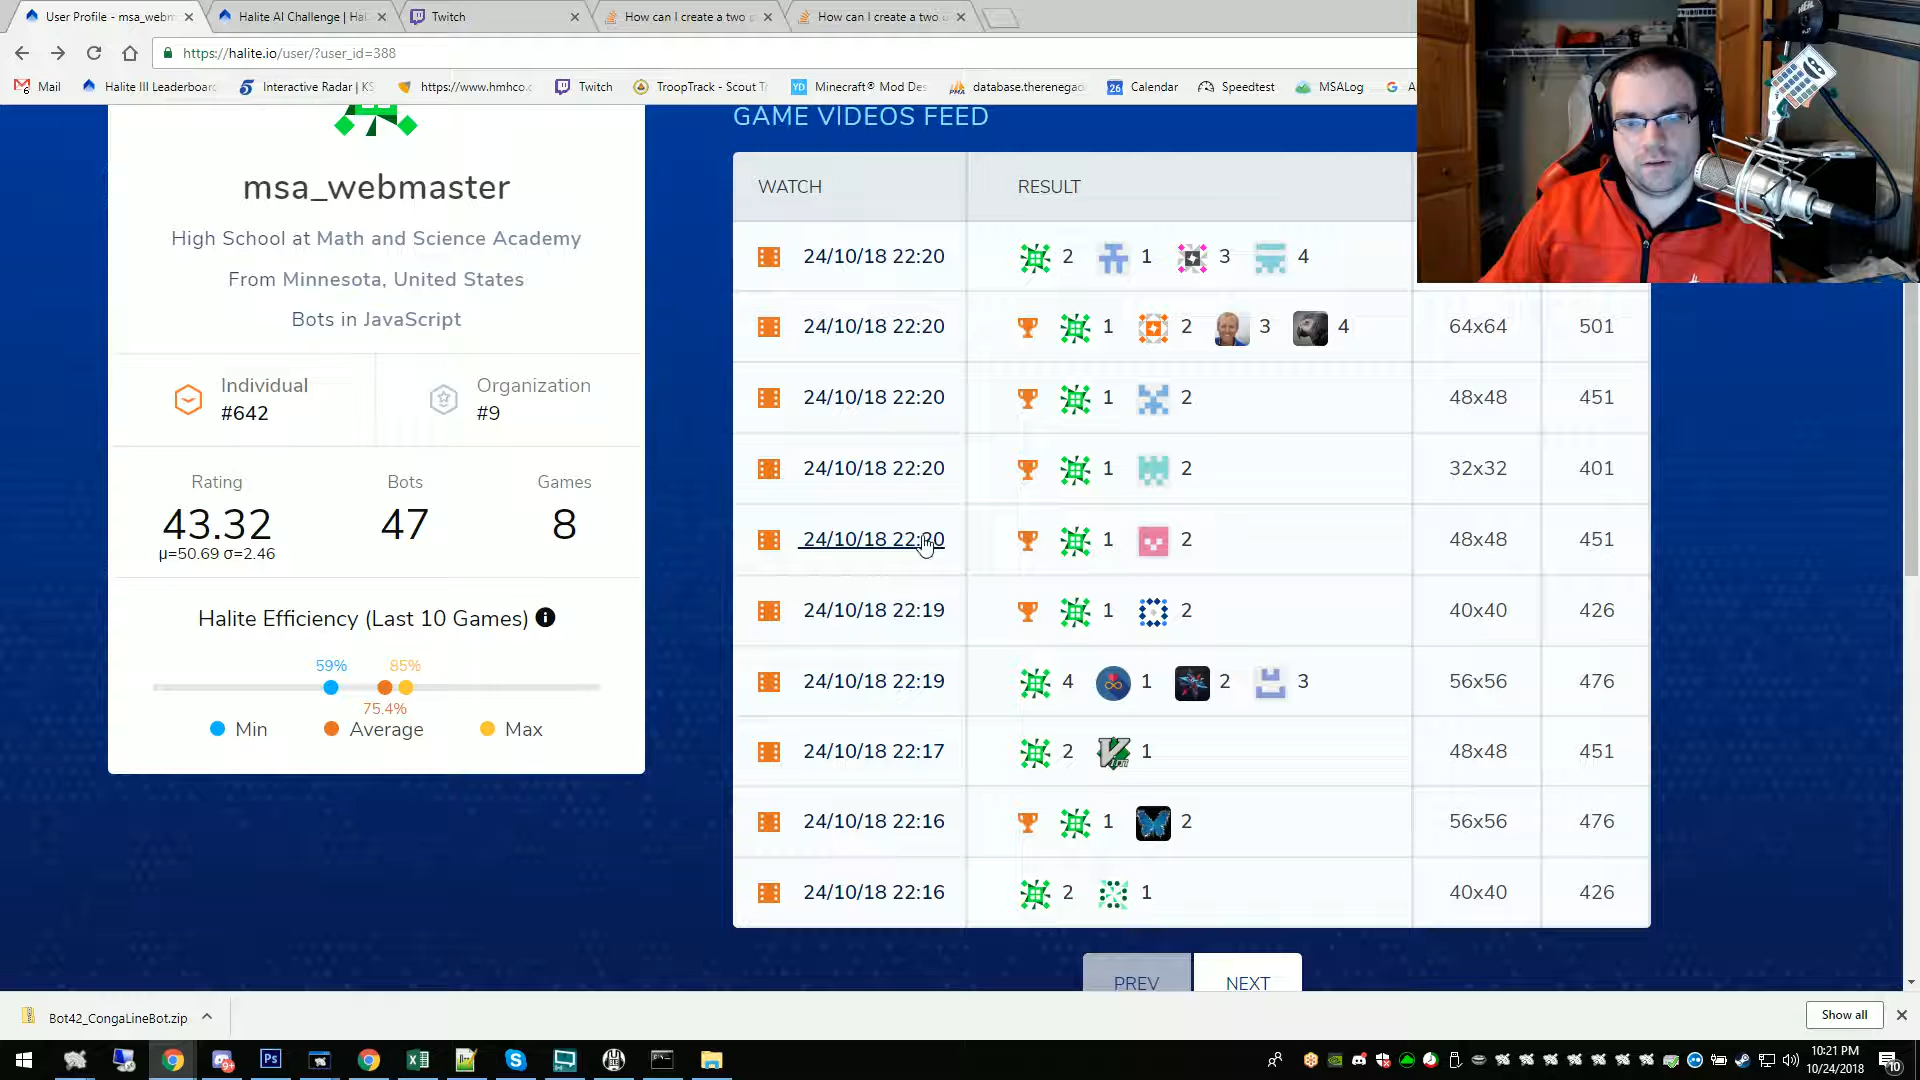 User Profile - msa_webm
Halite AI Challenge | Hal
Twitch
How can I create a two
How can I create a two
https://halite.io/user/?user_id=388
Mail
Halite III Leaderboard
Interactive Radar | KS
https://www.hmhco.c
Twitch
TroopTrack - Scout T
Minecraft® Mod Des
database.therenegad
Calendar
Speedtest
MSALog
msa_webmaster
High School at Math and Science Academy
From Minnesota, United States
Bots in JavaScript
Individual
#642
Organization
#9
Rating
43.32
μ=50.69 σ=2.46
Bots
47
Games
8
Halite Efficiency (Last 10 Games)
59%
85%
75.4%
Min
Average
Max
GAME VIDEOS FEED
WATCH RESULT
24/10/18 22:20 2 1 3 4
24/10/18 22:20 1 2 3 4 64x64 501
24/10/18 22:20 1 2 48x48 451
24/10/18 22:20 1 2 32x32 401
24/10/18 22:20 1 2 48x48 451
24/10/18 22:19 1 2 40x40 426
24/10/18 22:19 4 1 2 3 56x56 476
24/10/18 22:17 2 1 48x48 451
24/10/18 22:16 1 2 56x56 476
24/10/18 22:16 2 1 40x40 426
PREV NEXT
Bot42_CongaLineBot.zip
Show all
10:21 PM
10/24/2018
10